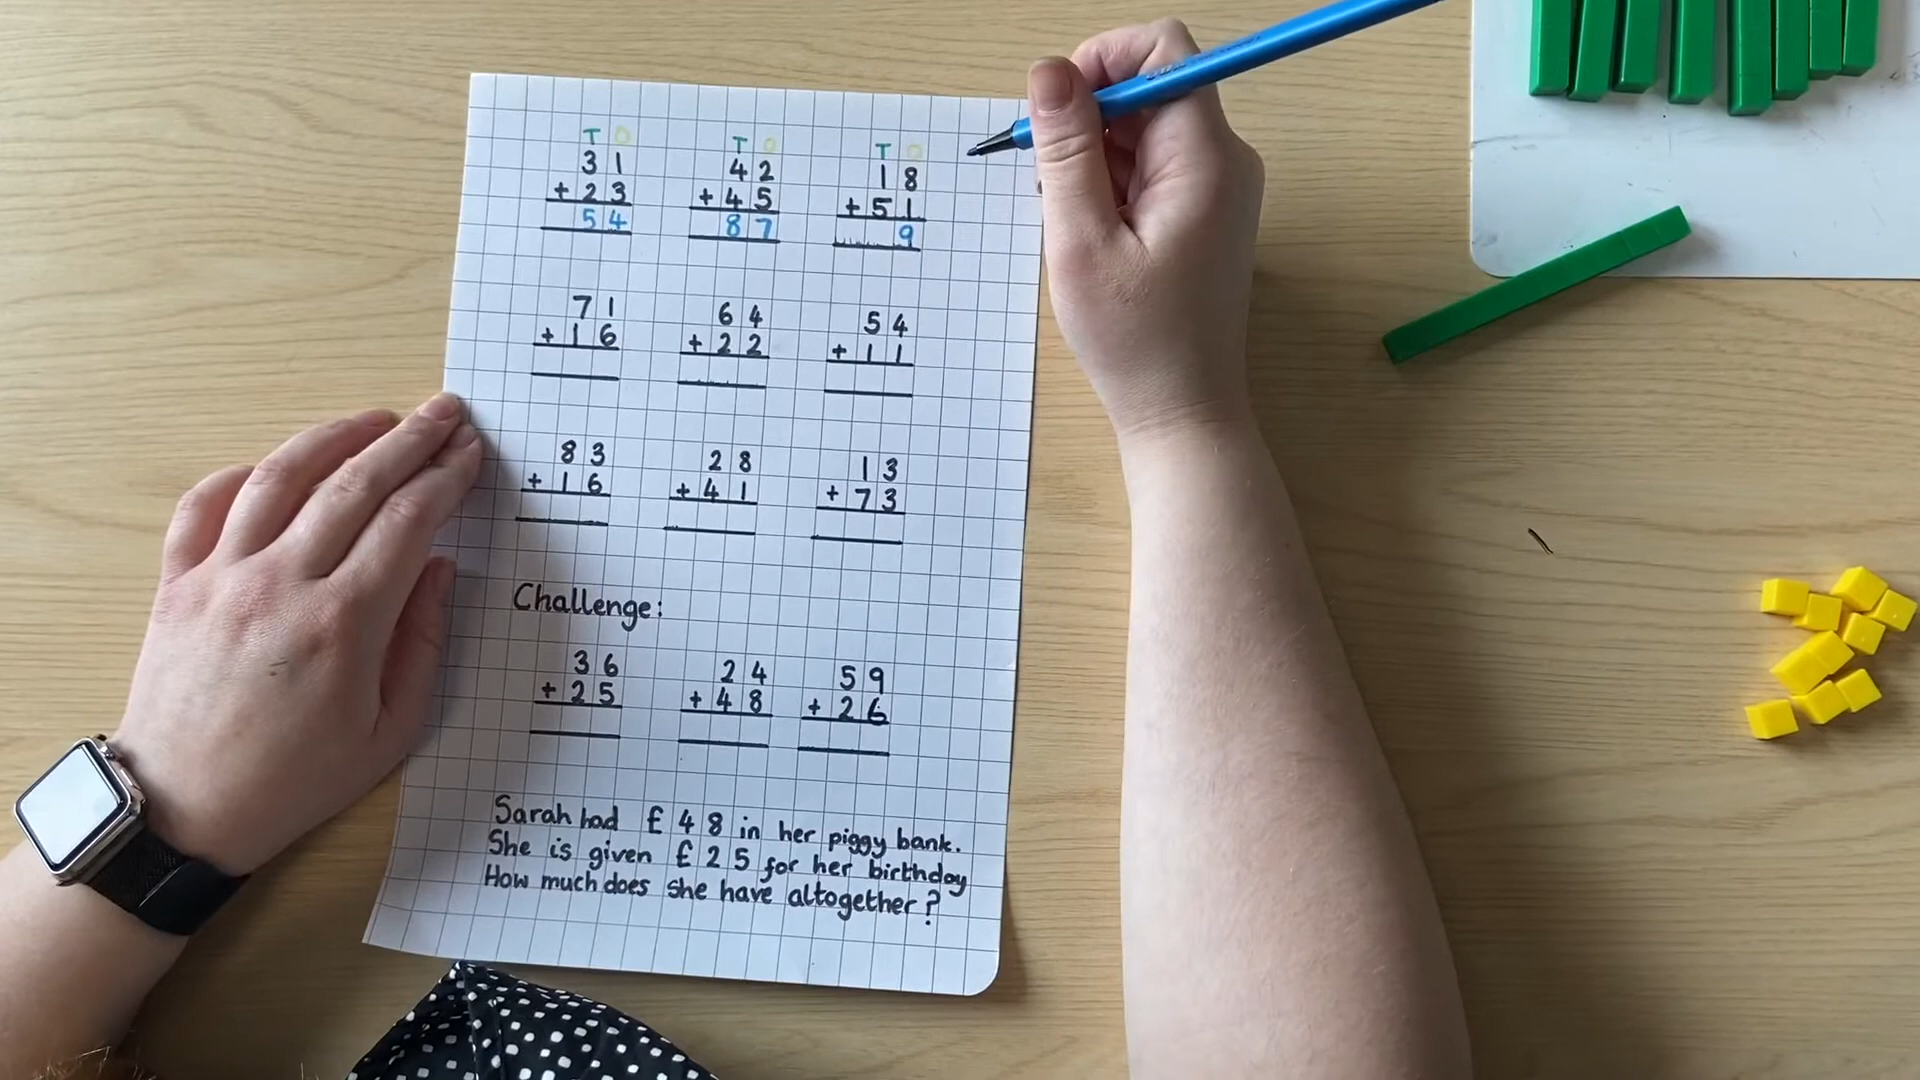 T O T O T O
3 1 4 2 1 8
+ 2 3 + 4 5 + 5 1
5 4 8 7 9
7 1 6 4 5 4
+ 1 6 + 2 2 + 1 1
8 3 2 8 1 3
+ 1 6 + 4 1 + 7 3
Challenge:
3 6 2 4 5 9
+ 2 5 + 4 8 + 2 6
Sarah had £ 4 8 in her piggy bank.
She is given £ 2 5 for her birthday
How much does she have altogether?